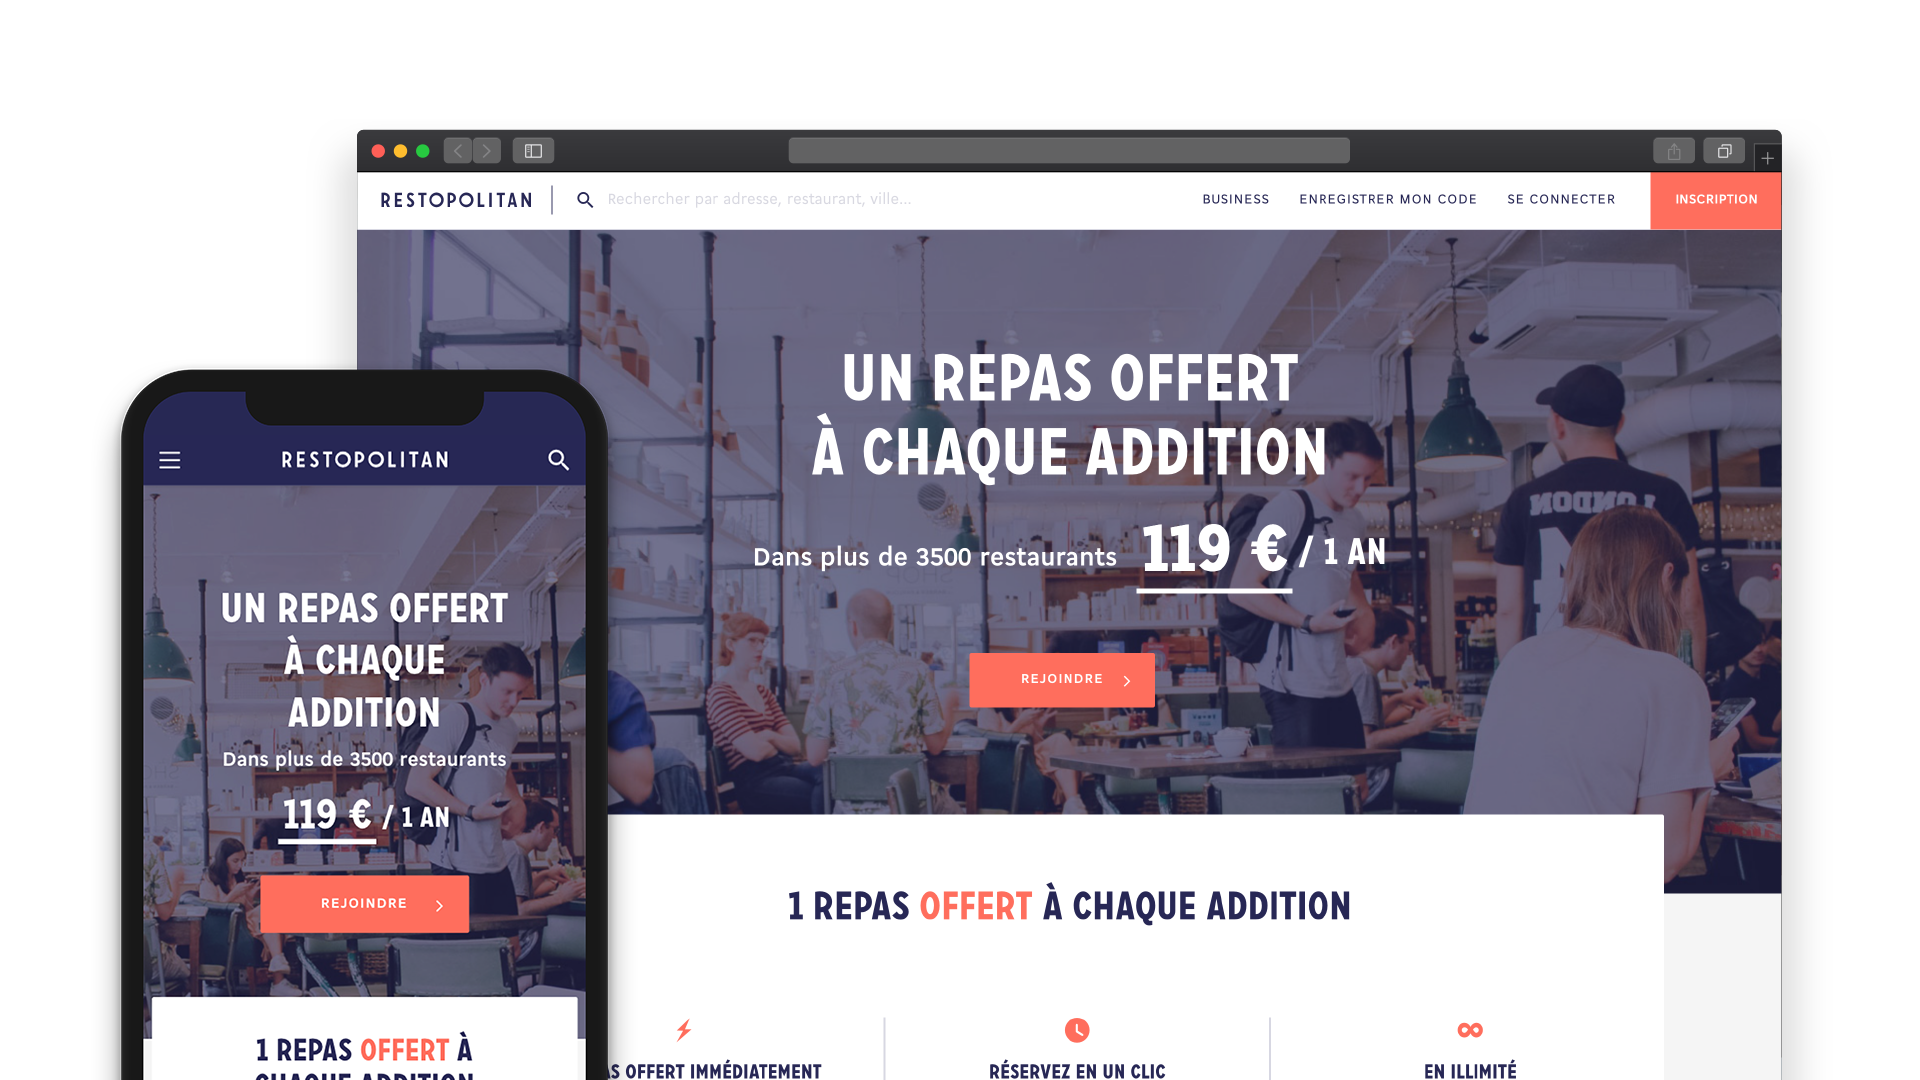 RESTOPOLITAN
Rechercher par adresse, restaurant, ville...
BUSINESS
ENREGISTRER MON CODE
SE CONNECTER
INSCRIPTION
UN REPAS OFFERT
À CHAQUE ADDITION
Dans plus de 3500 restaurants 119 € / 1 AN
REJOINDRE
LONDON
1 REPAS OFFERT À CHAQUE ADDITION
OFFERT IMMÉDIATEMENT
RÉSERVEZ EN UN CLIC
EN ILLIMITÉ
RESTOPOLITAN
UN REPAS OFFERT
À CHAQUE
ADDITION
Dans plus de 3500 restaurants
119 € / 1 AN
REJOINDRE
1 REPAS OFFERT À
CHAQUE ADDITION